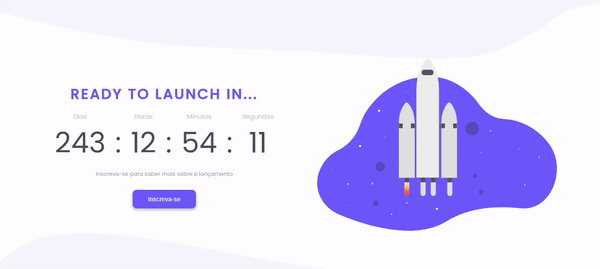 READY TO LAUNCH IN...
Dias Horas Minutos Segundos
243 : 12 : 54 : 11
Inscreva-se para saber mais sobre o lançamento
Inscreva-se